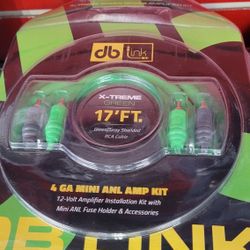 db link
X-TREME
GREEN
17'FT.
RCA Cable
4 GA MINI ANL AMP KIT
12-Volt Amplifier Installation Kit with
Mini ANL Fuse Holder & Accessories
DB LINK